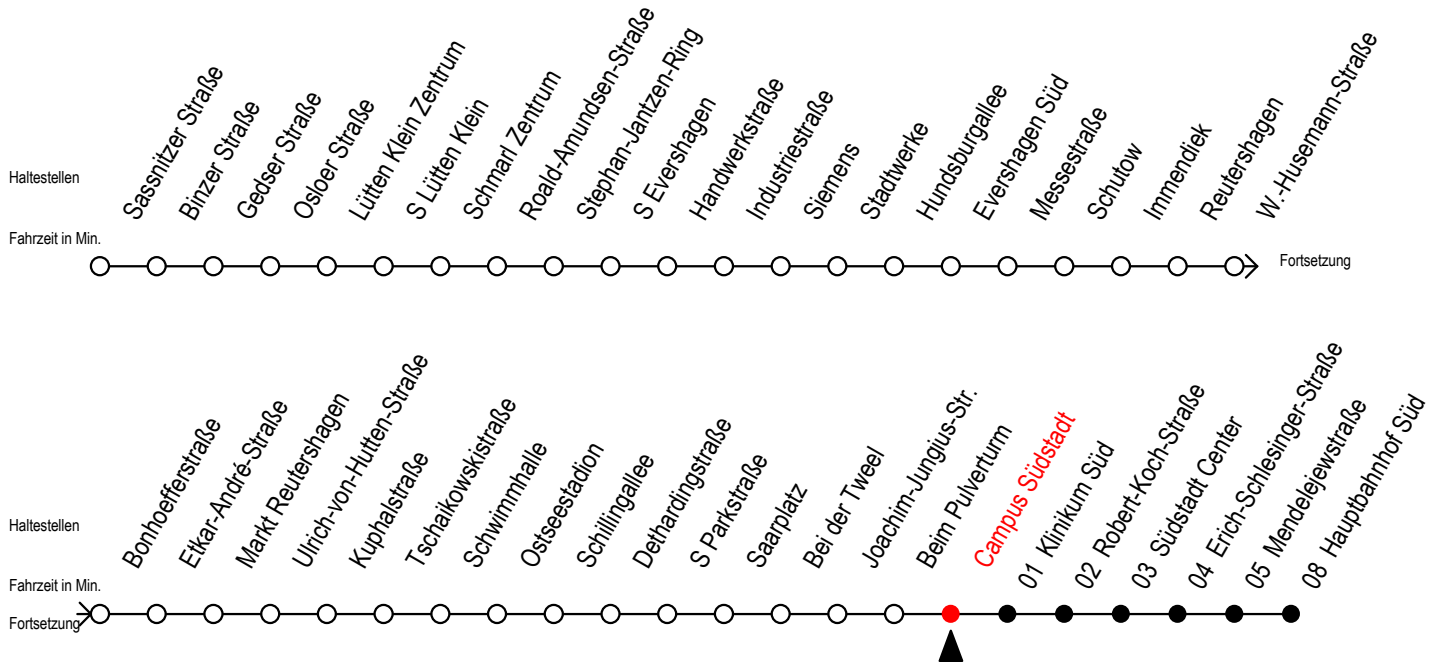 Haltestellen
Sassnitzer Straße
Binzer Straße
Gedser Straße
Osloer Straße
Lütten Klein Zentrum
S Lütten Klein
Schmarl Zentrum
Roald-Amundsen-Straße
Stephan-Jantzen-Ring
S Evershagen
Handwerkstraße
Industriestraße
Siemens
Stadtwerke
Hundsburgallee
Evershagen Süd
Messestraße
Schutow
Immendiek
Reutershagen
W.-Husemann-Straße
Fahrzeit in Min.
Fortsetzung
Haltestellen
Bonhoefferstraße
Etkar-André-Straße
Markt Reutershagen
Ulrich-von-Hutten-Straße
Kuphalstraße
Tschaikowskistraße
Schwimmhalle
Ostseestadion
Schillingallee
Dethardingstraße
S Parkstraße
Saarplatz
Bei der Tweel
Joachim-Jungius-Str.
Beim Pulverturm
Campus Südstadt
01 Klinikum Süd
02 Robert-Koch-Straße
03 Südstadt Center
04 Erich-Schlesinger-Straße
05 Mendelejewstraße
08 Hauptbahnhof Süd
Fahrzeit in Min.
Fortsetzung